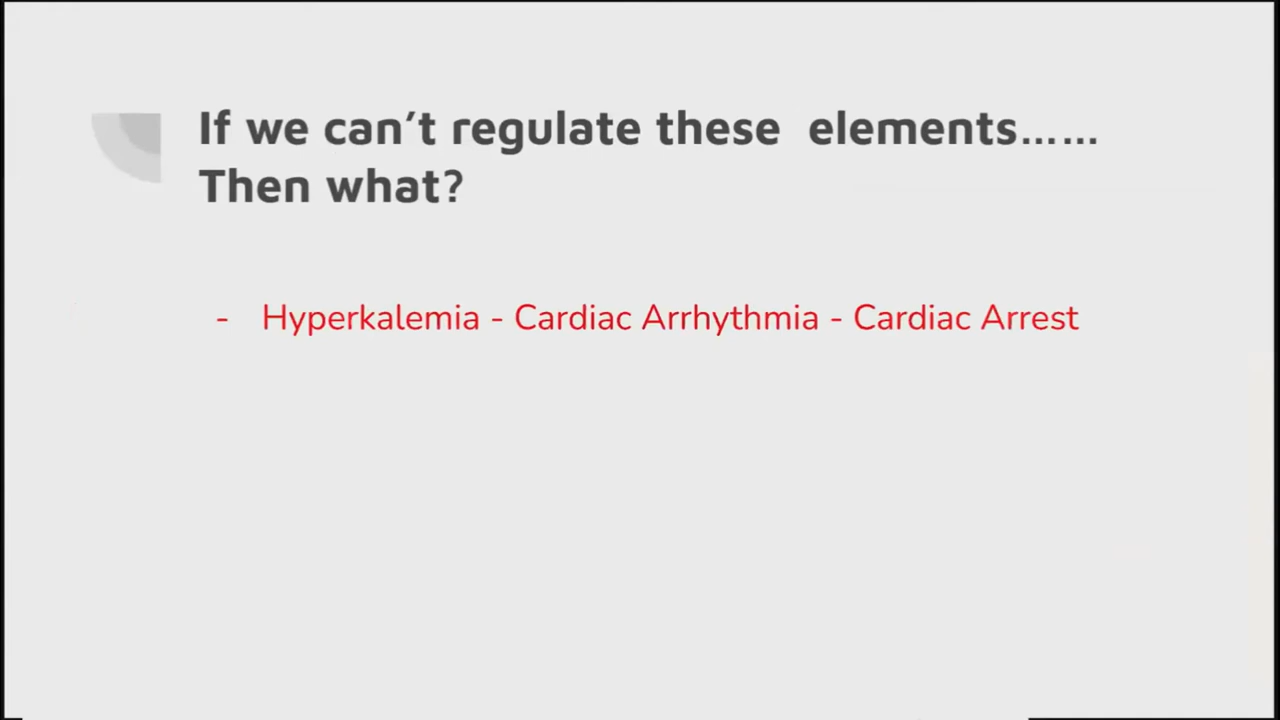 If we can’t regulate these  elements……
Then what?
- Hyperkalemia - Cardiac Arrhythmia - Cardiac Arrest